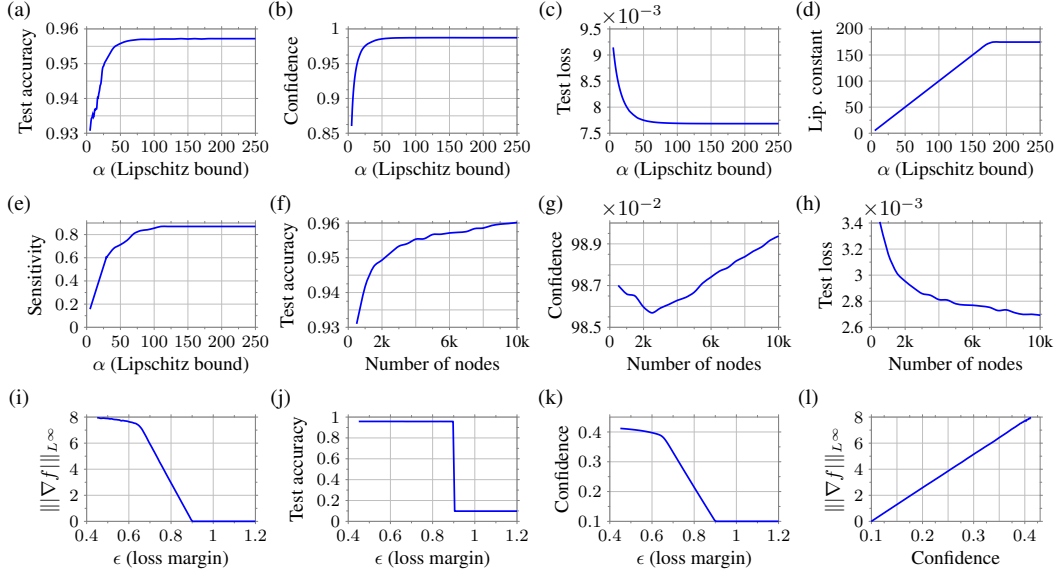 (a)
Test accuracy
0.96
0.95
0.94
0.93
0 50 100 150 200 250
α (Lipschitz bound)
(b)
Confidence
1
0.95
0.9
0.85
0 50 100 150 200 250
α (Lipschitz bound)
(c)
×10⁻³
Test loss
9.5
9
8.5
8
7.5
0 50 100 150 200 250
α (Lipschitz bound)
(d)
Lip. constant
200
150
100
50
0
0 50 100 150 200 250
α (Lipschitz bound)
(e)
Sensitivity
0.8
0.6
0.4
0.2
0
0 50 100 150 200 250
α (Lipschitz bound)
(f)
Test accuracy
0.96
0.95
0.94
0.93
0 2k 6k 10k
Number of nodes
(g)
×10⁻²
Confidence
98.9
98.7
98.5
0 2k 6k 10k
Number of nodes
(h)
×10⁻³
Test loss
3.4
3
2.8
2.6
0 2k 6k 10k
Number of nodes
(i)
‖|∇f|‖_L∞
8
6
4
2
0
0.4 0.6 0.8 1 1.2
ϵ (loss margin)
(j)
Test accuracy
1
0.8
0.6
0.4
0.2
0
0.4 0.6 0.8 1 1.2
ϵ (loss margin)
(k)
Confidence
0.4
0.3
0.2
0.1
0.4 0.6 0.8 1 1.2
ϵ (loss margin)
(l)
‖|∇f|‖_L∞
8
6
4
2
0
0.1 0.2 0.3 0.4
Confidence